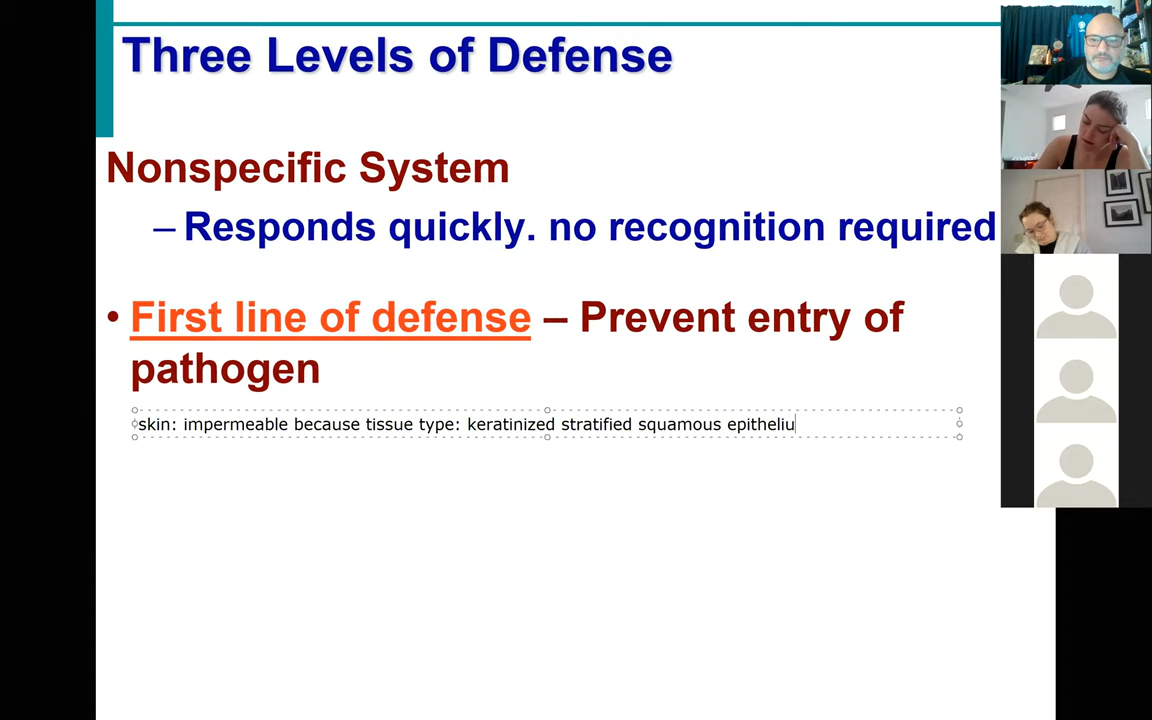 Three Levels of Defense
Nonspecific System
– Responds quickly. no recognition required
• First line of defense – Prevent entry of
pathogen
skin: impermeable because tissue type: keratinized stratified squamous epitheliu